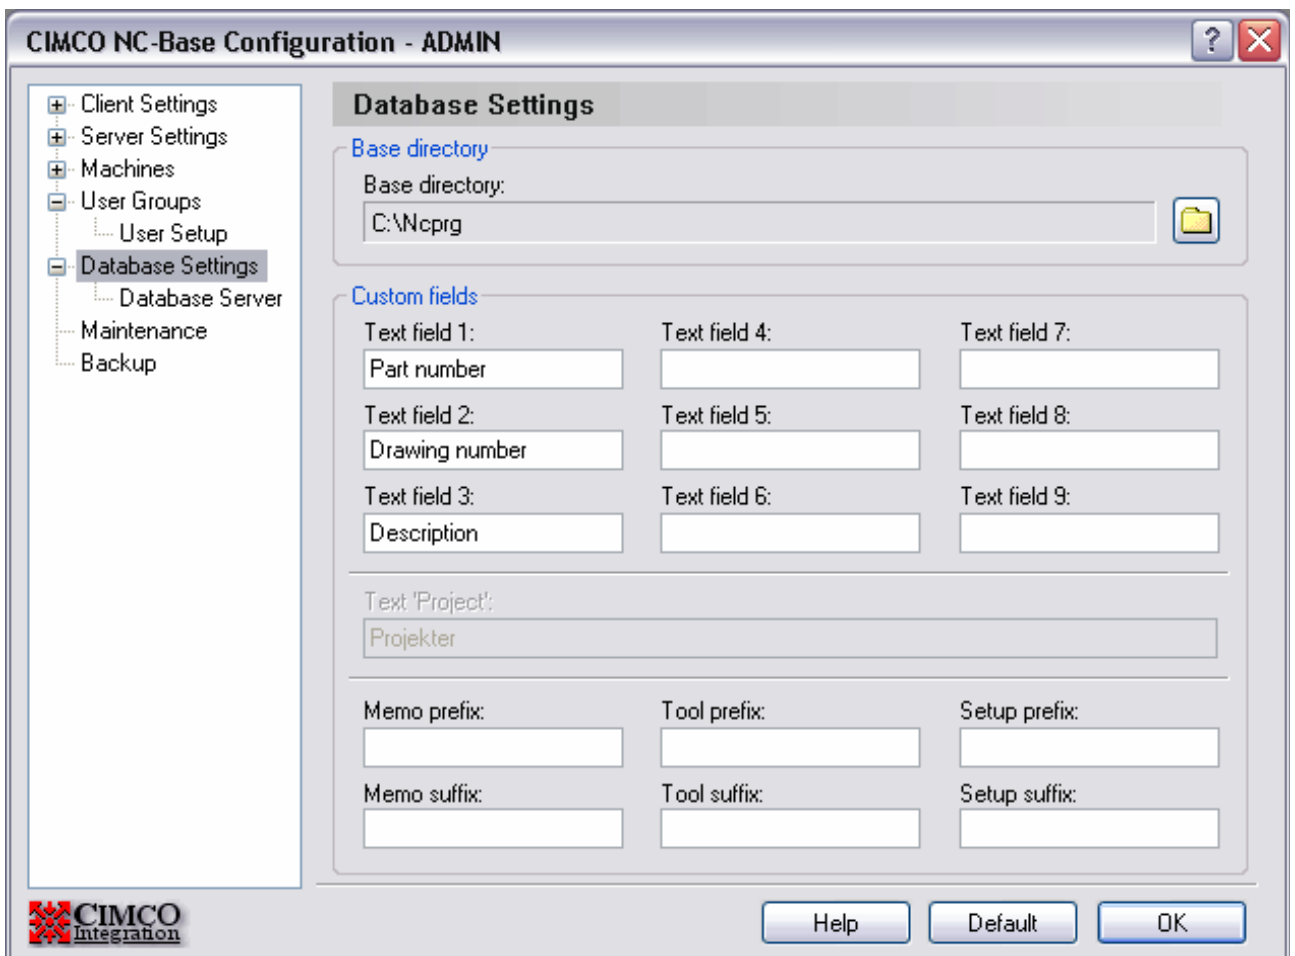 CIMCO NC-Base Configuration - ADMIN
?
Client Settings
Server Settings
Machines
User Groups
User Setup
Database Settings
Database Server
Maintenance
Backup
Database Settings
Base directory
Base directory:
C:\Ncprg
Custom fields
Text field 1: Text field 4: Text field 7:
Part number
Text field 2: Text field 5: Text field 8:
Drawing number
Text field 3: Text field 6: Text field 9:
Description
Text 'Project':
Projekter
Memo prefix: Tool prefix: Setup prefix:
Memo suffix: Tool suffix: Setup suffix:
CIMCO
Integration
Help Default OK